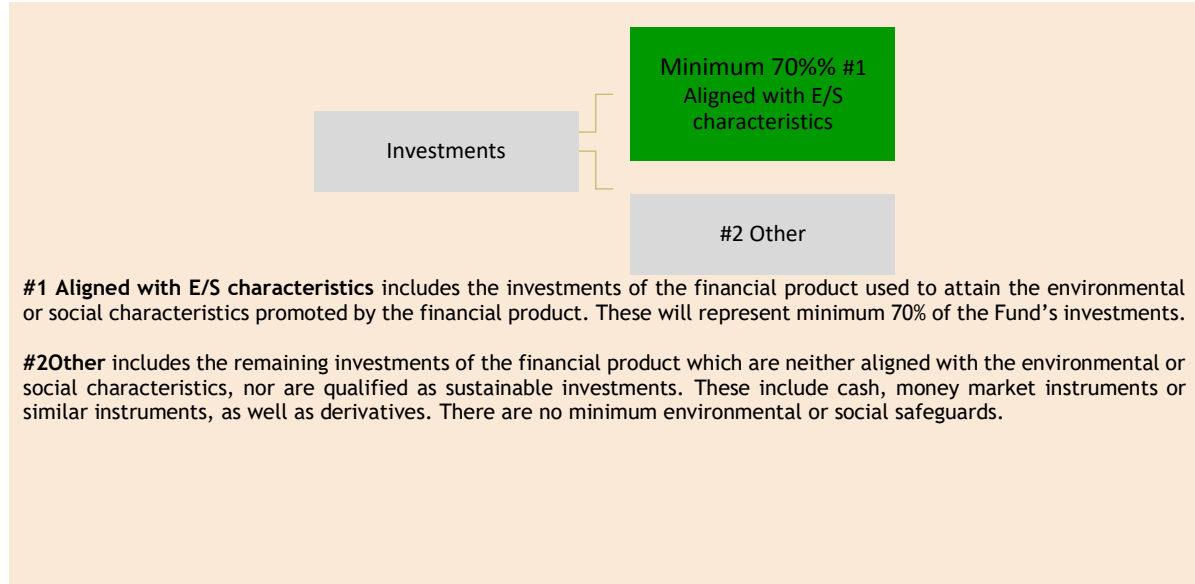 Minimum 70%% #1
Aligned with E/S
characteristics
Investments
#2 Other
#1 Aligned with E/S characteristics includes the investments of the financial product used to attain the environmental
or social characteristics promoted by the financial product. These will represent minimum 70% of the Fund’s investments.
#2Other includes the remaining investments of the financial product which are neither aligned with the environmental or
social characteristics, nor are qualified as sustainable investments. These include cash, money market instruments or
similar instruments, as well as derivatives. There are no minimum environmental or social safeguards.